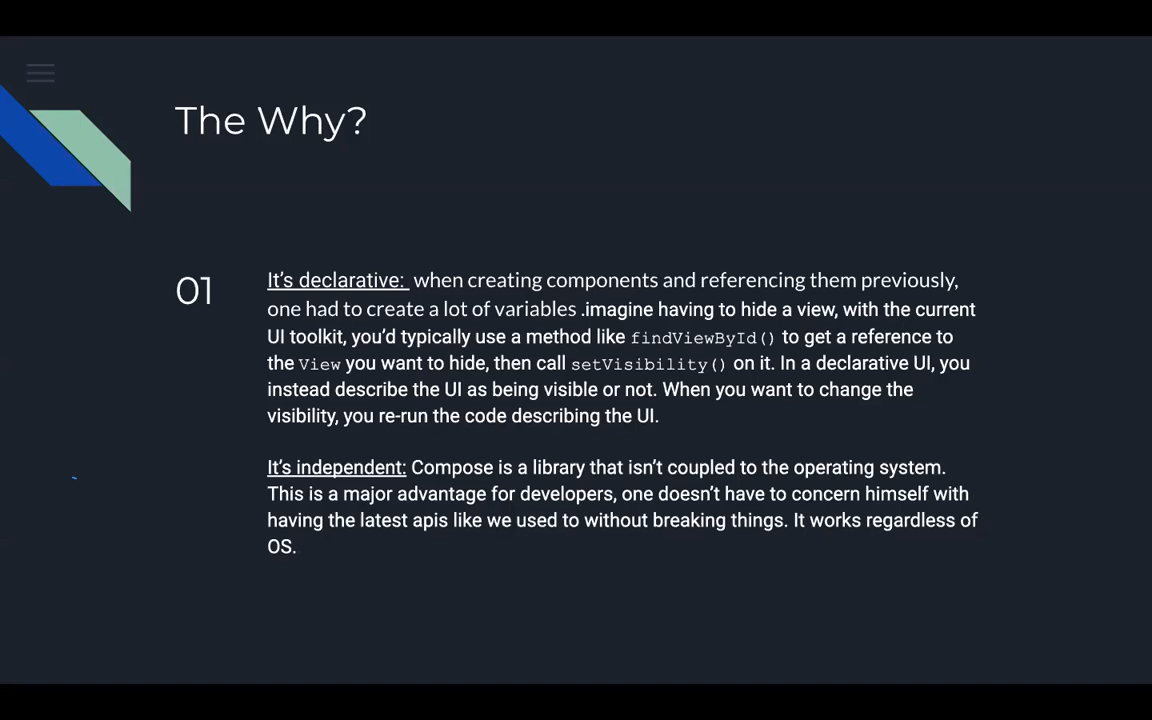 The Why?
01
It's declarative: when creating components and referencing them previously,
one had to create a lot of variables .imagine having to hide a view, with the current
UI toolkit, you'd typically use a method like findViewById() to get a reference to
the View you want to hide, then call setVisibility() on it. In a declarative UI, you
instead describe the UI as being visible or not. When you want to change the
visibility, you re-run the code describing the UI.
It's independent: Compose is a library that isn't coupled to the operating system.
This is a major advantage for developers, one doesn't have to concern himself with
having the latest apis like we used to without breaking things. It works regardless of
OS.